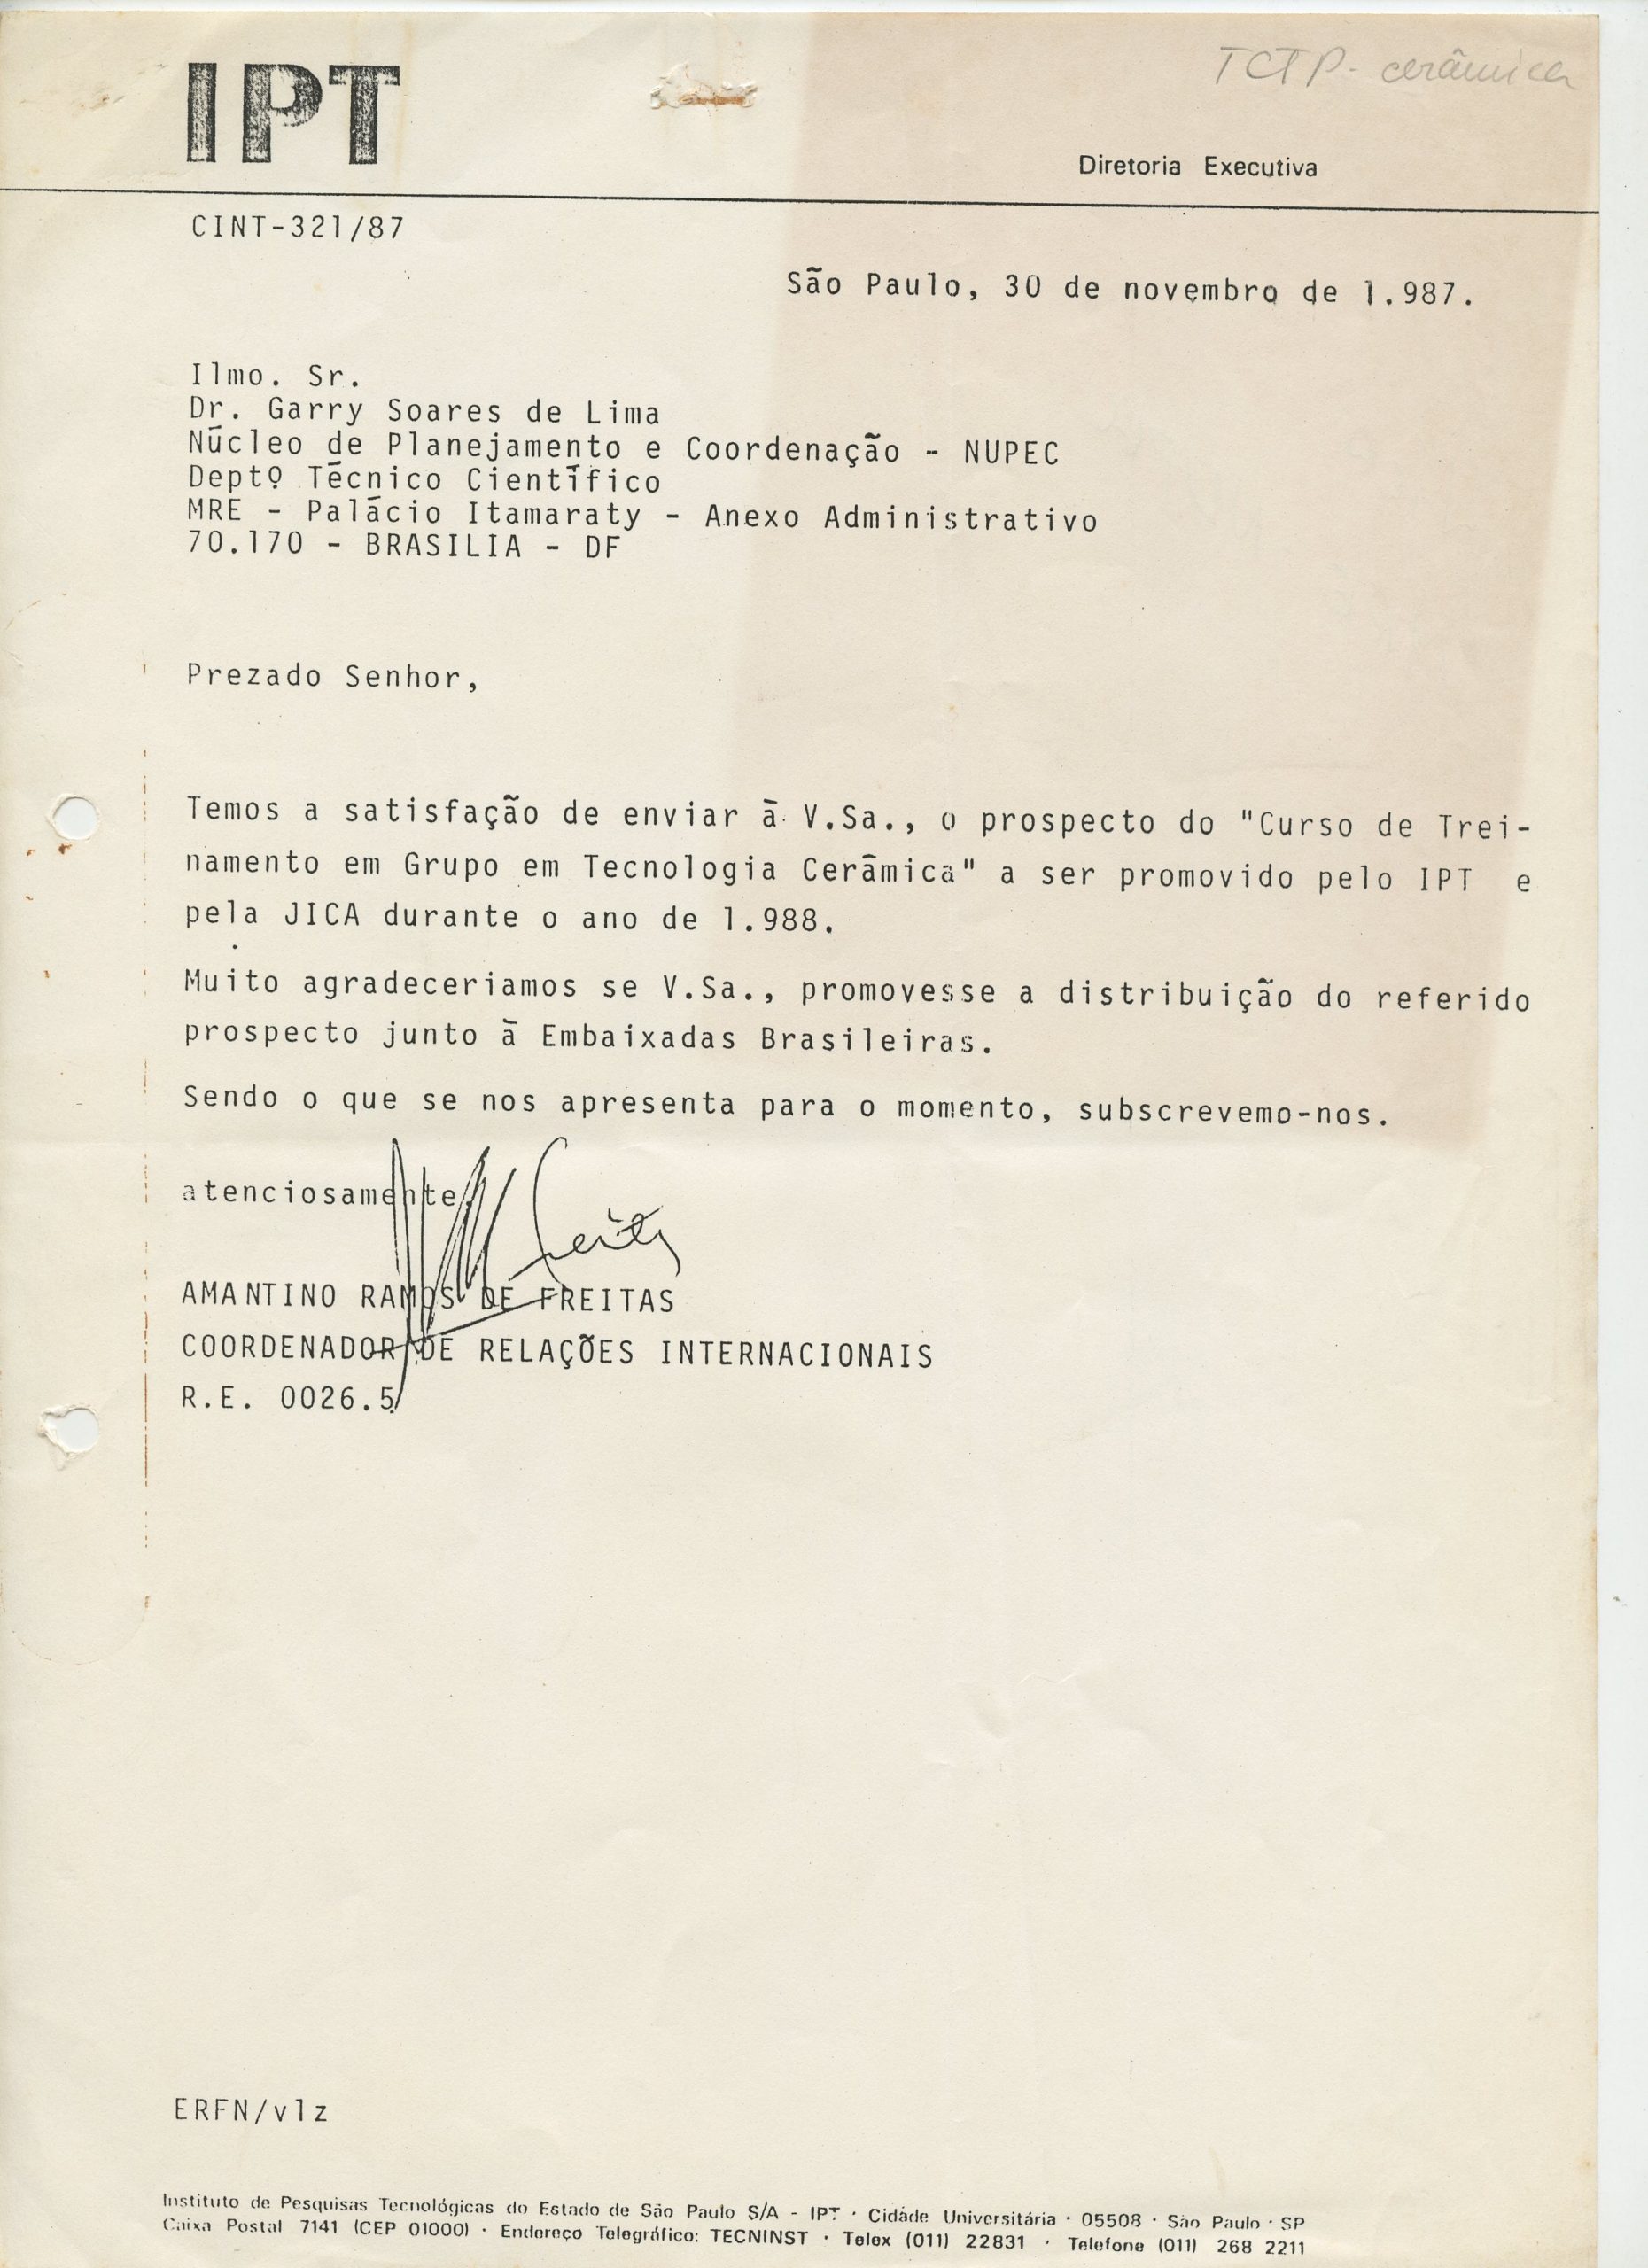 TCTP - cerâmica
IPT
Diretoria Executiva
CINT-321/87
São Paulo, 30 de novembro de 1.987.
Ilmo. Sr.
Dr. Garry Soares de Lima
Núcleo de Planejamento e Coordenação - NUPEC
Deptº Técnico Científico
MRE - Palácio Itamaraty - Anexo Administrativo
70.170 - BRASILIA - DF
Prezado Senhor,
Temos a satisfação de enviar à V.Sa., o prospecto do "Curso de Trei-
namento em Grupo em Tecnologia Cerâmica" a ser promovido pelo IPT e
pela JICA durante o ano de 1.988.
Muito agradeceriamos se V.Sa., promovesse a distribuição do referido
prospecto junto à Embaixadas Brasileiras.
Sendo o que se nos apresenta para o momento, subscrevemo-nos.
atenciosamente,
AMANTINO RAMOS DE FREITAS
COORDENADOR DE RELAÇÕES INTERNACIONAIS
R.E. 0026.5
ERFN/vlz
Instituto de Pesquisas Tecnológicas do Estado de São Paulo S/A - IPT · Cidade Universitária · 05508 · São Paulo · SP
Caixa Postal 7141 (CEP 01000) · Endereço Telegráfico: TECNINST · Telex (011) 22831 · Telefone (011) 268 2211